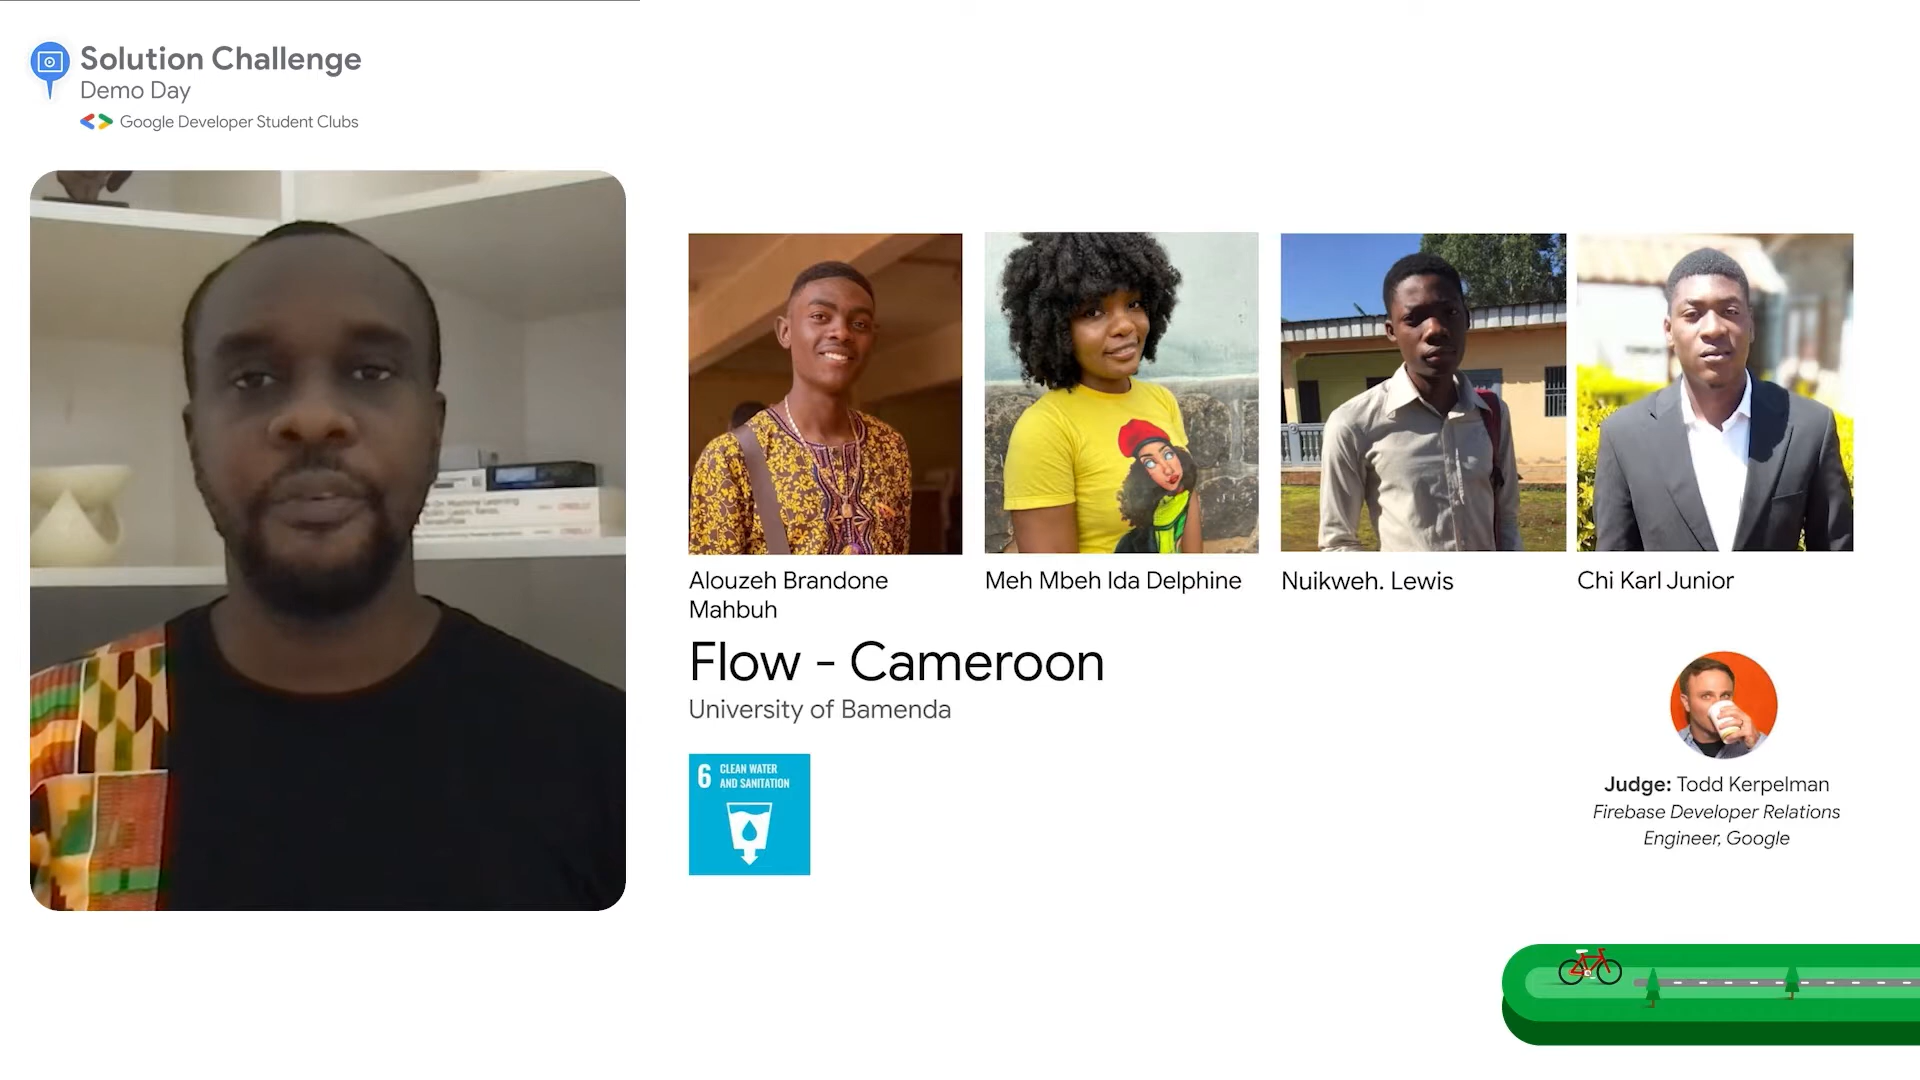 Solution Challenge
Demo Day
Google Developer Student Clubs
Alouzeh Brandone
Mahbuh
Meh Mbeh Ida Delphine
Nuikweh. Lewis
Chi Karl Junior
Flow - Cameroon
University of Bamenda
6 CLEAN WATER
AND SANITATION
Judge: Todd Kerpelman
Firebase Developer Relations
Engineer, Google